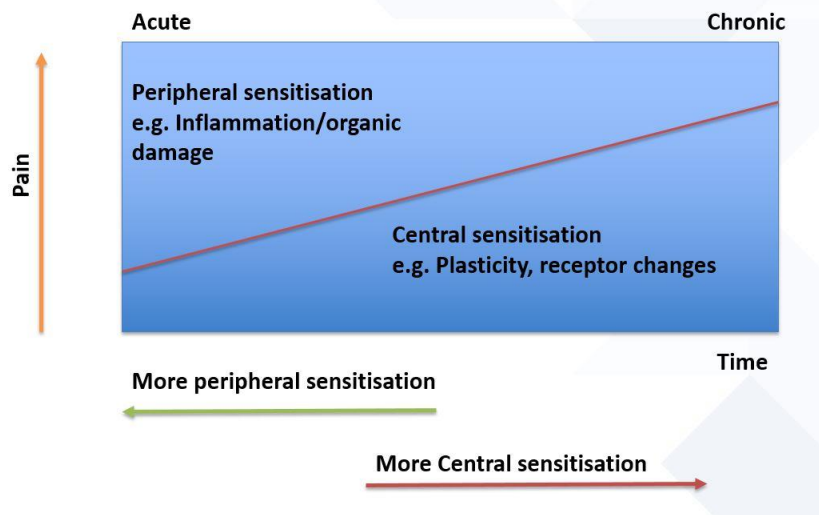 Acute
Chronic
Peripheral sensitisation
e.g. Inflammation/organic
damage
Pain
Central sensitisation
e.g. Plasticity, receptor changes
Time
More peripheral sensitisation
More Central sensitisation